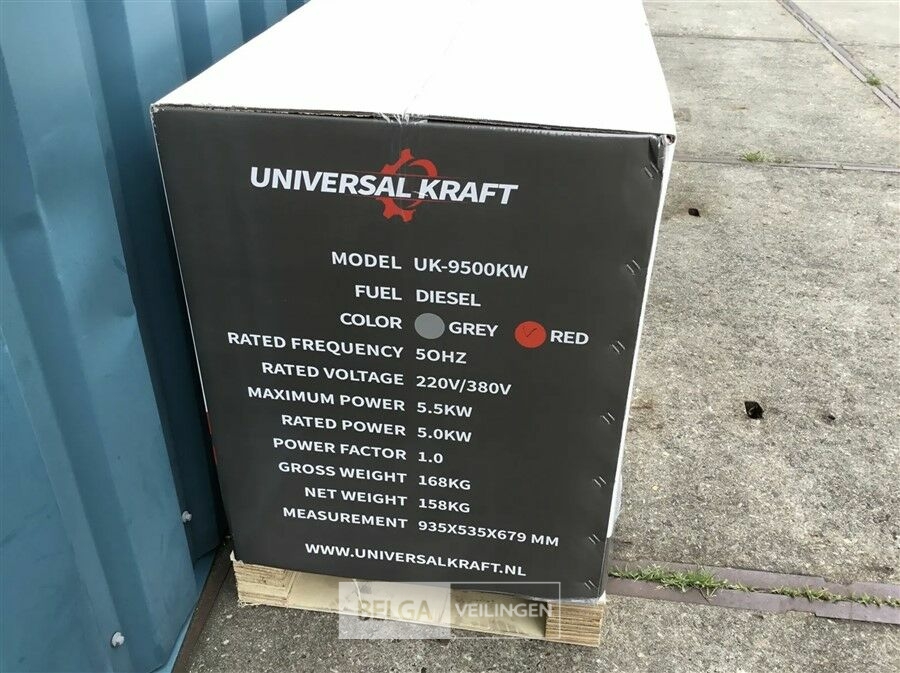 UNIVERSAL KRAFT
MODEL UK-9500KW
FUEL DIESEL
COLOR GREY RED
RATED FREQUENCY 50HZ
RATED VOLTAGE 220V/380V
MAXIMUM POWER 5.5KW
RATED POWER 5.0KW
POWER FACTOR 1.0
GROSS WEIGHT 168KG
NET WEIGHT 158KG
MEASUREMENT 935X535X679 MM
WWW.UNIVERSALKRAFT.NL
BELGA/VEILINGEN